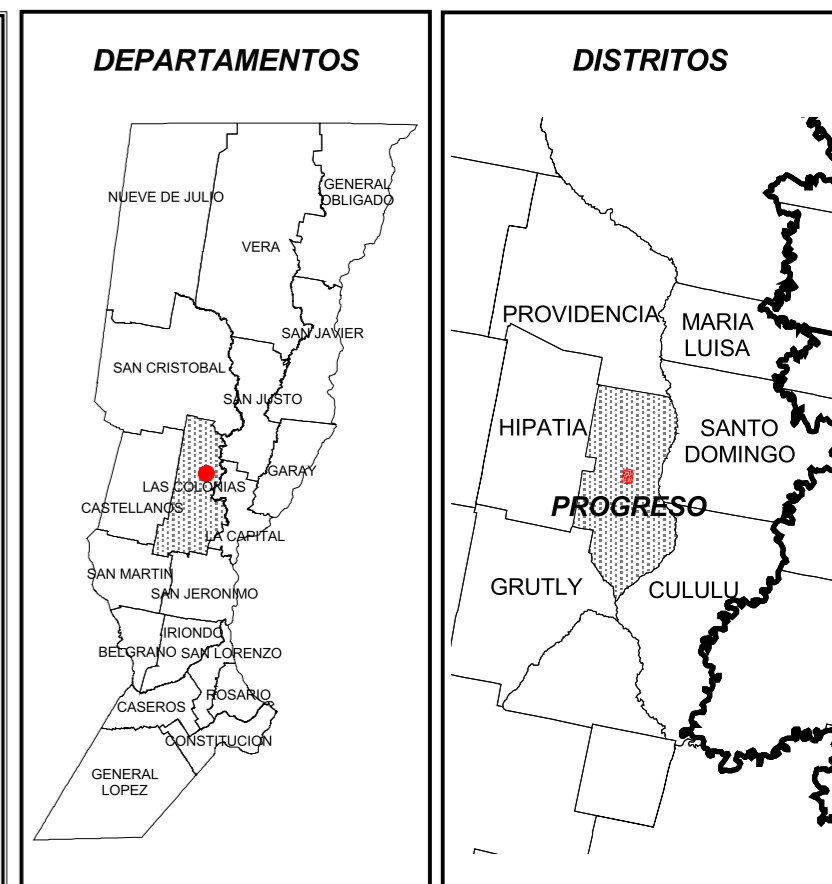 DEPARTAMENTOS
NUEVE DE JULIO
GENERAL
OBLIGADO
VERA
SAN JAVIER
SAN CRISTOBAL
SAN JUSTO
GARAY
LAS COLONIAS
CASTELLANOS
LA CAPITAL
SAN MARTIN
SAN JERONIMO
IRIONDO
BELGRANO
SAN LORENZO
ROSARIO
CASEROS
CONSTITUCION
GENERAL
LOPEZ
DISTRITOS
PROVIDENCIA
MARIA
LUISA
HIPATIA
SANTO
DOMINGO
PROGRESO
GRUTLY
CULULU